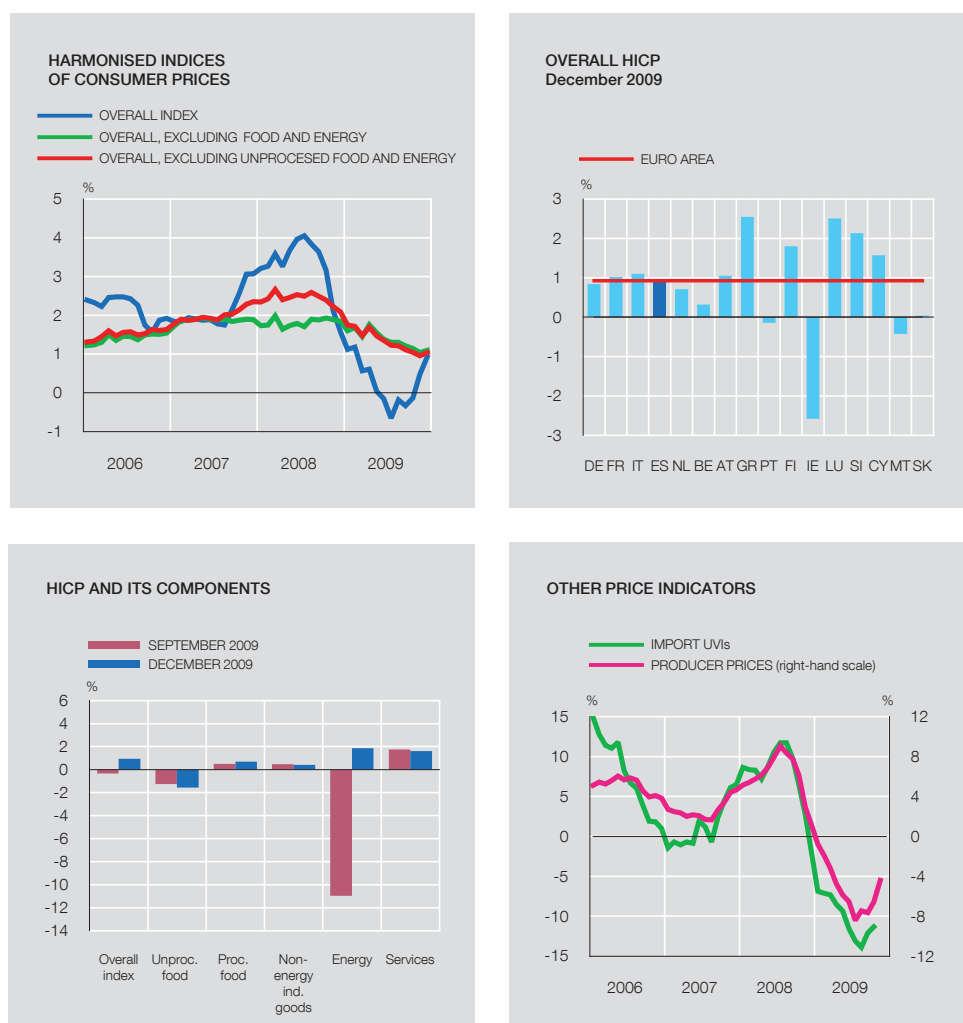 HARMONISED INDICES
OF CONSUMER PRICES
OVERALL INDEX
OVERALL, EXCLUDING FOOD AND ENERGY
OVERALL, EXCLUDING UNPROCESED FOOD AND ENERGY
%
5
4
3
2
1
0
-1
2006 2007 2008 2009
OVERALL HICP
December 2009
EURO AREA
%
3
2
1
0
-1
-2
-3
DE FR IT ES NL BE AT GR PT FI IE LU SI CY MT SK
HICP AND ITS COMPONENTS
SEPTEMBER 2009
DECEMBER 2009
%
6
4
2
0
-2
-4
-6
-8
-10
-12
-14
Overall index
Unproc. food
Proc. food
Non-energy ind. goods
Energy
Services
OTHER PRICE INDICATORS
IMPORT UVIs
PRODUCER PRICES (right-hand scale)
% %
15 12
10 8
5 4
0 0
-5 -4
-10 -8
-15 -12
2006 2007 2008 2009